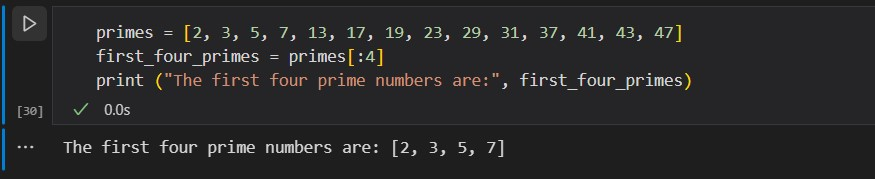 primes = [2, 3, 5, 7, 13, 17, 19, 23, 29, 31, 37, 41, 43, 47]
first_four_primes = primes[:4]
print ("The first four prime numbers are:", first_four_primes)
[30] 0.0s
The first four prime numbers are: [2, 3, 5, 7]